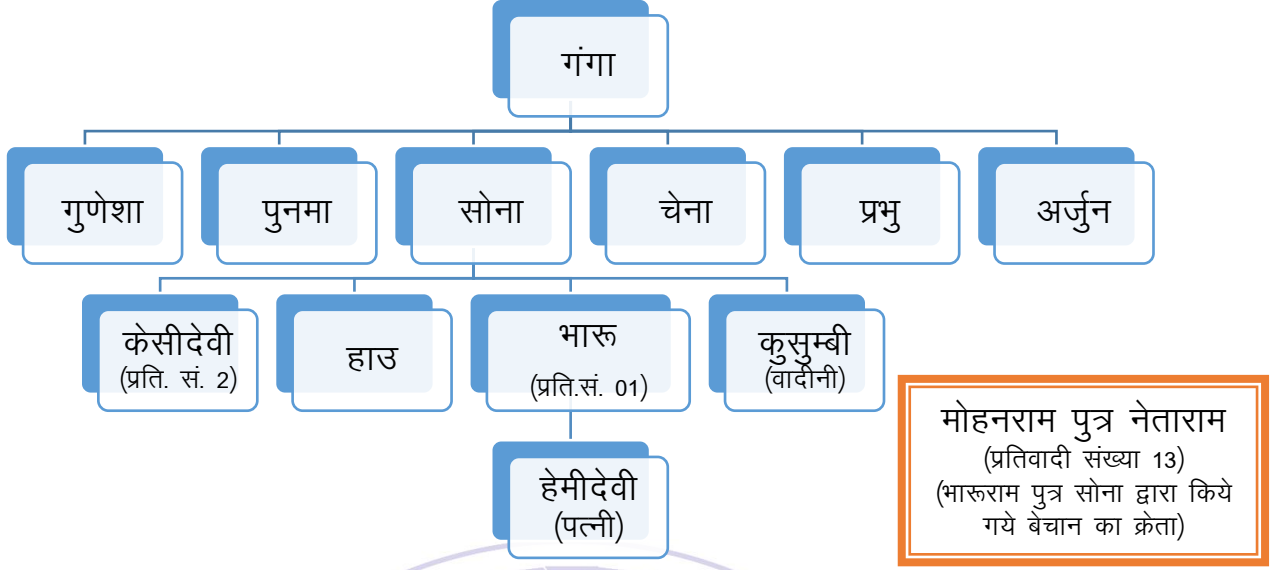 गंगा
गुणेशा
पुनमा
सोना
चेना
प्रभु
अर्जुन
केसीदेवी
(प्रति. सं. 2)
हाउ
भारू
(प्रति.सं. 01)
कुसुम्बी
(वादीनी)
हेमीदेवी
(पत्नी)
मोहनराम पुत्र नेताराम
(प्रतिवादी संख्या 13)
(भारूराम पुत्र सोना द्वारा किये
गये बेचान का क्रेता)